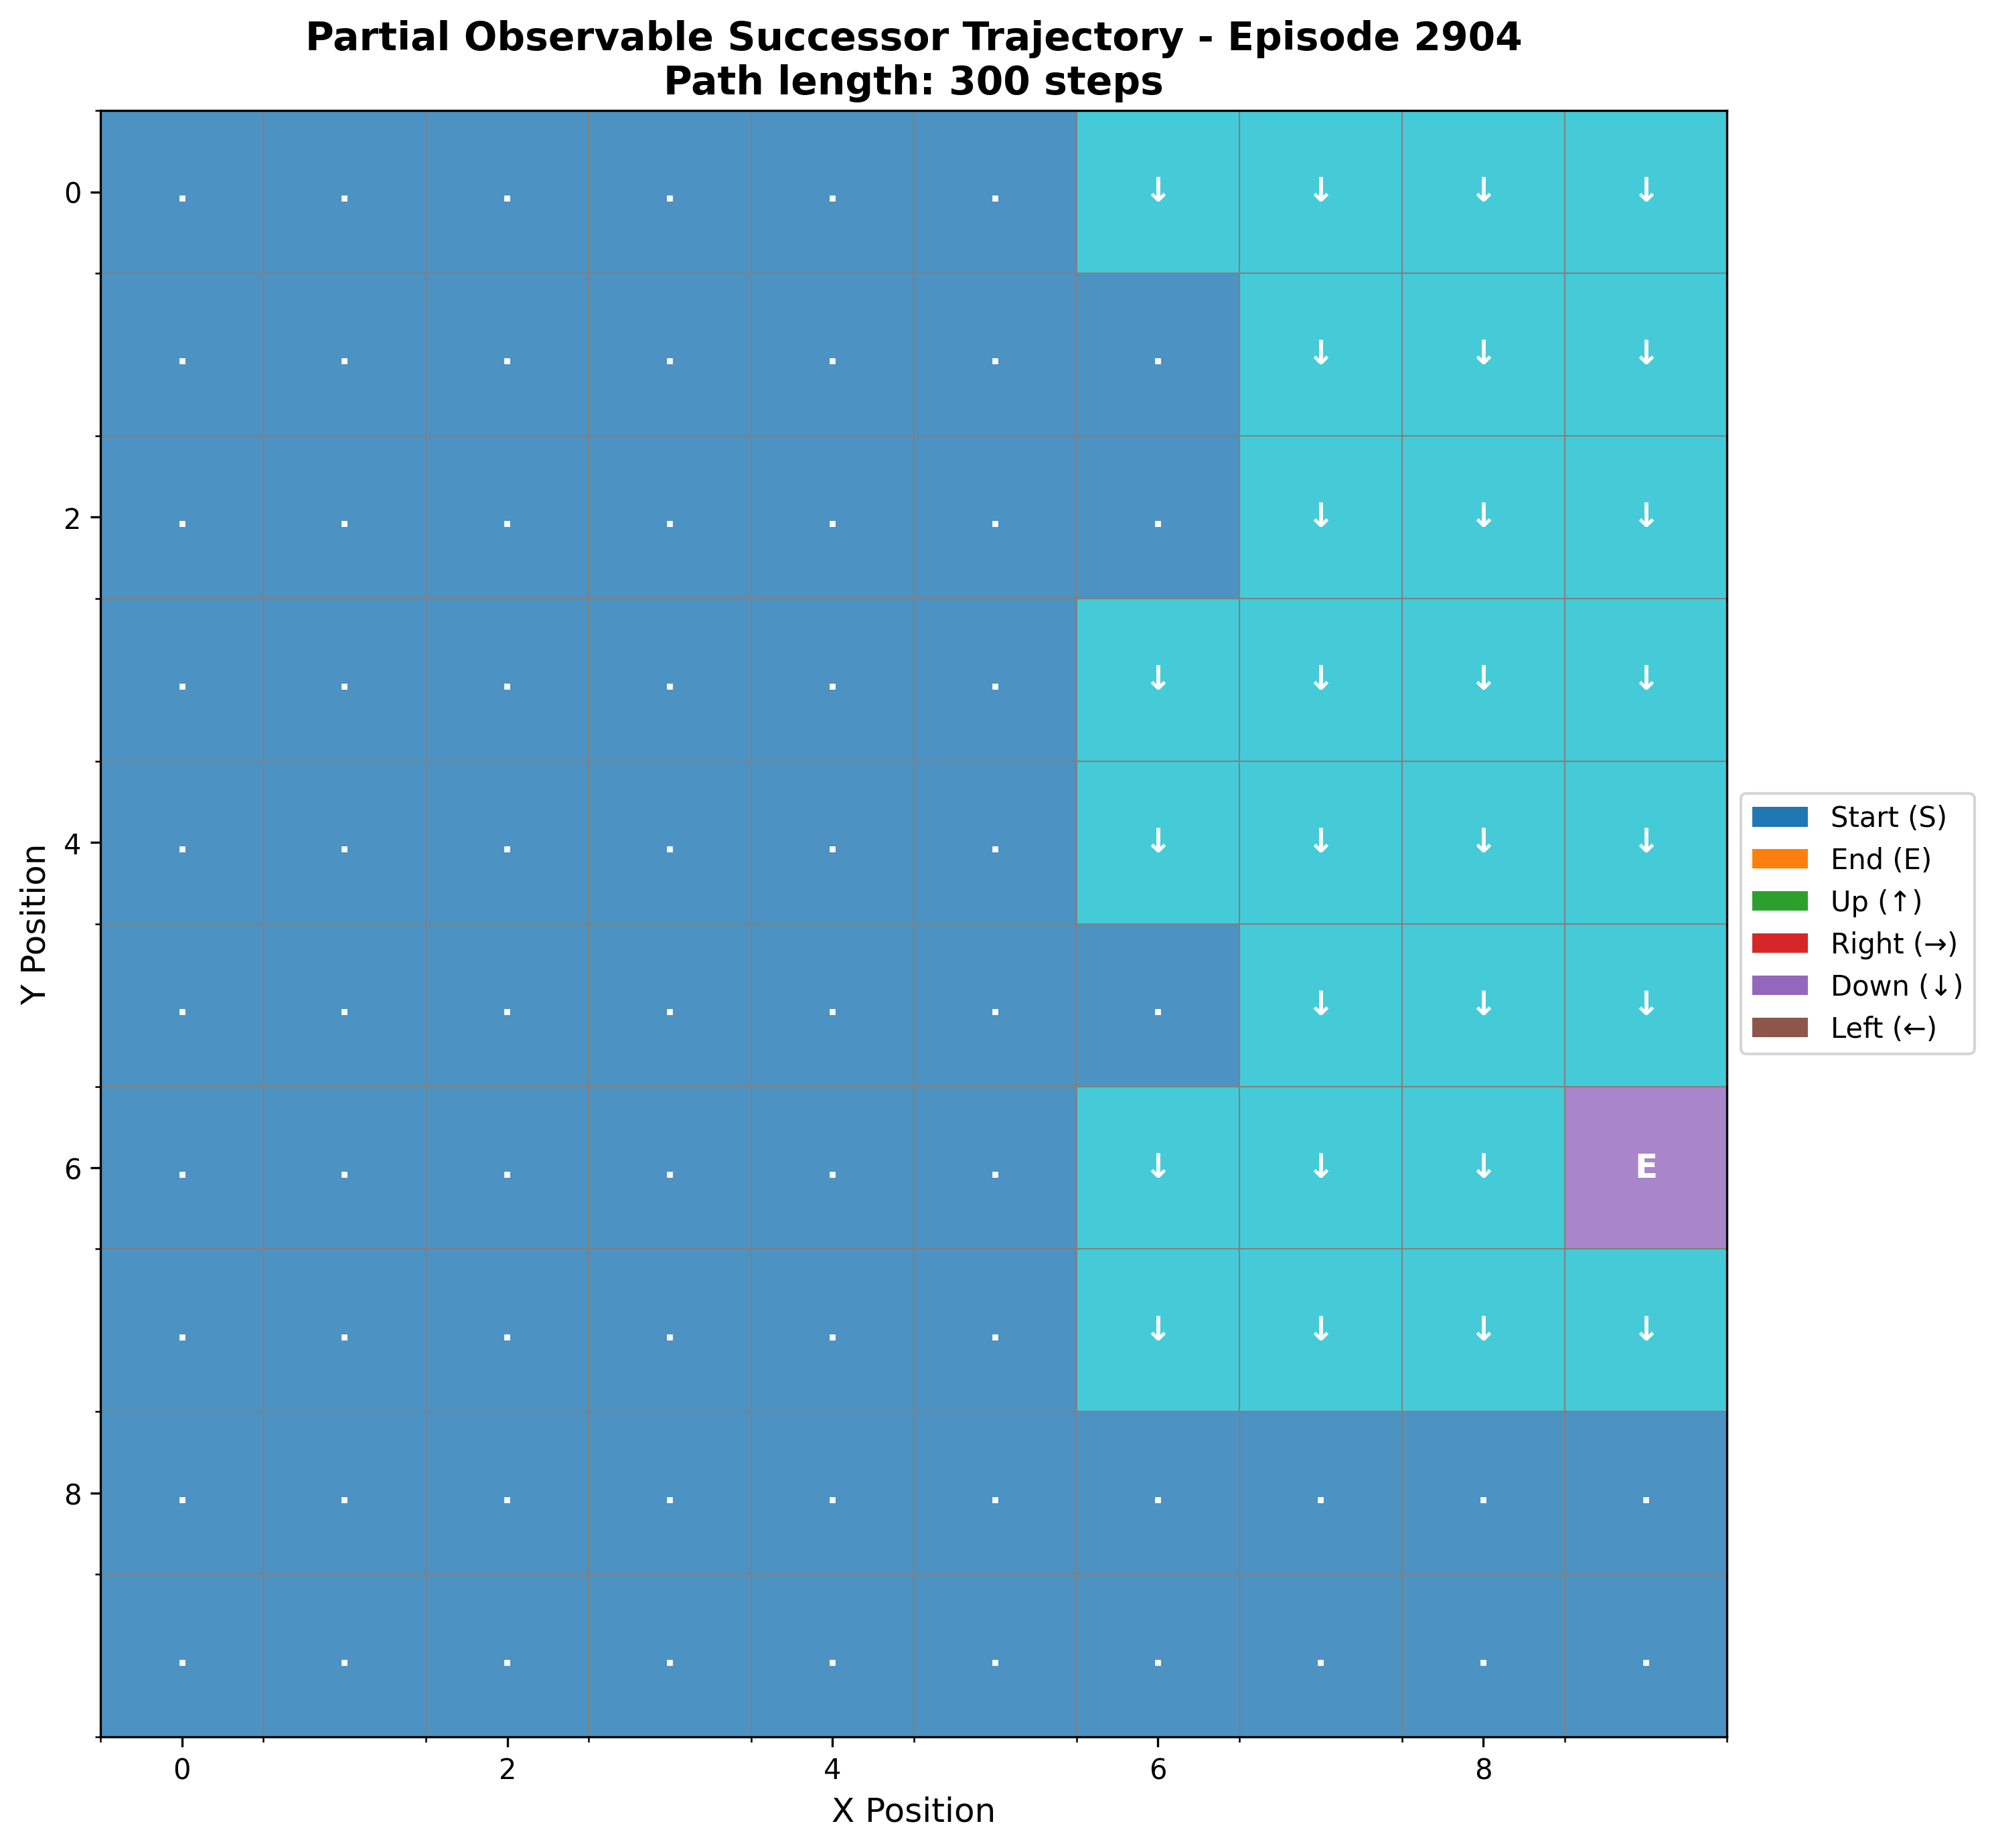 Partial Observable Successor Trajectory - Episode 2904
Path length: 300 steps
0 . . . . . . ↓ ↓ ↓ ↓
. . . . . . . ↓ ↓ ↓
2 . . . . . . . ↓ ↓ ↓
. . . . . . ↓ ↓ ↓ ↓
4 . . . . . . ↓ ↓ ↓ ↓
. . . . . . . ↓ ↓ ↓
6 . . . . . . ↓ ↓ ↓ E
. . . . . . ↓ ↓ ↓ ↓
8 . . . . . . . . . .
. . . . . . . . . .
0 2 4 6 8
X Position
Y Position
Start (S)
End (E)
Up (↑)
Right (→)
Down (↓)
Left (←)